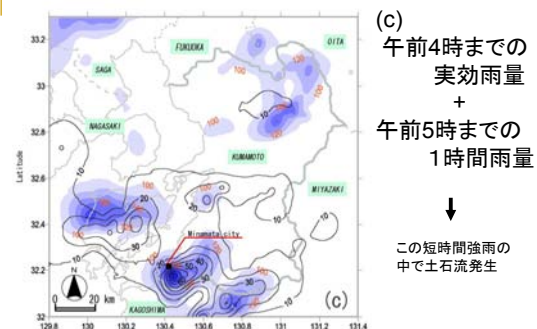 (c)
午前4時までの
実効雨量
+
午前5時までの
1時間雨量
この短時間強雨の
中で土石流発生
33.2
33
32.8
32.6
32.4
32.2
32
Latitude
FUKUOKA
OITA
SAGA
NAGASAKI
KUMAMOTO
MIYAZAKI
Minamata city
KAGOSHIMA
N
0 20 km
(c)
129.8 130 130.2 130.4 130.6 130.8 131 131.2 131.4